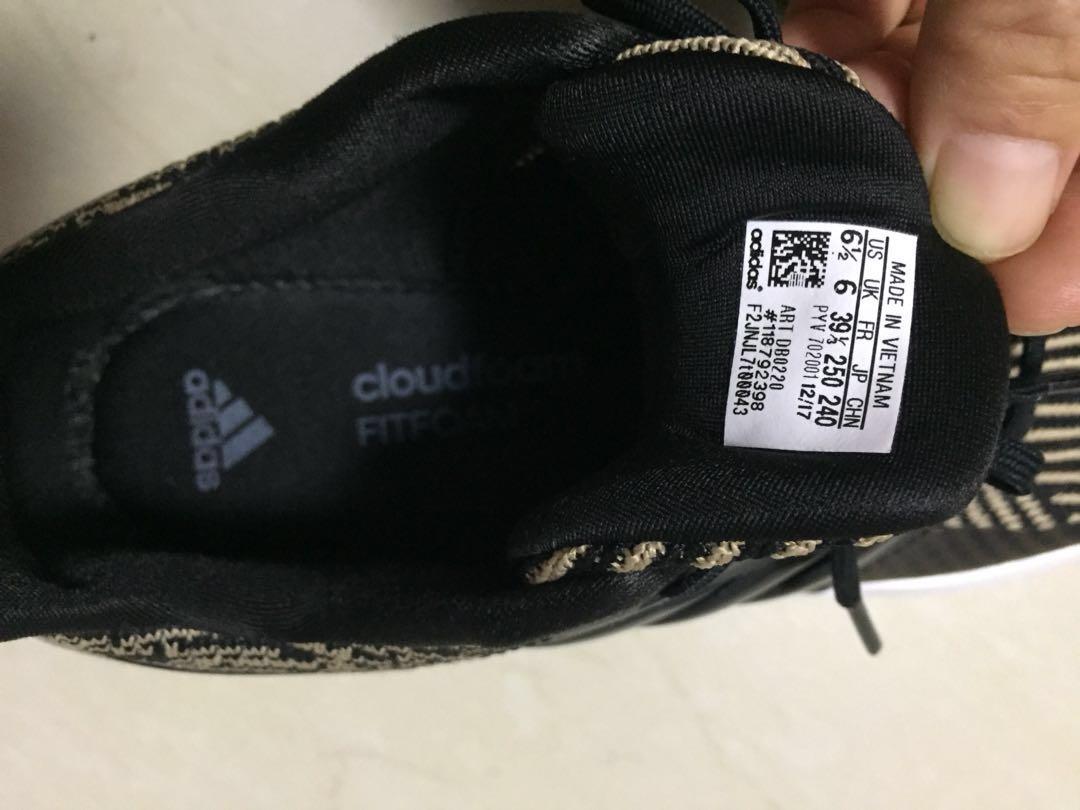 MADE IN VIETNAM
US UK FR JP CHN
6½ 6 39⅓ 250 240
PYV 702001 12/17
ART DB0220
#118792398
F2JNJL7100043
adidas
cloudfoam
adidas